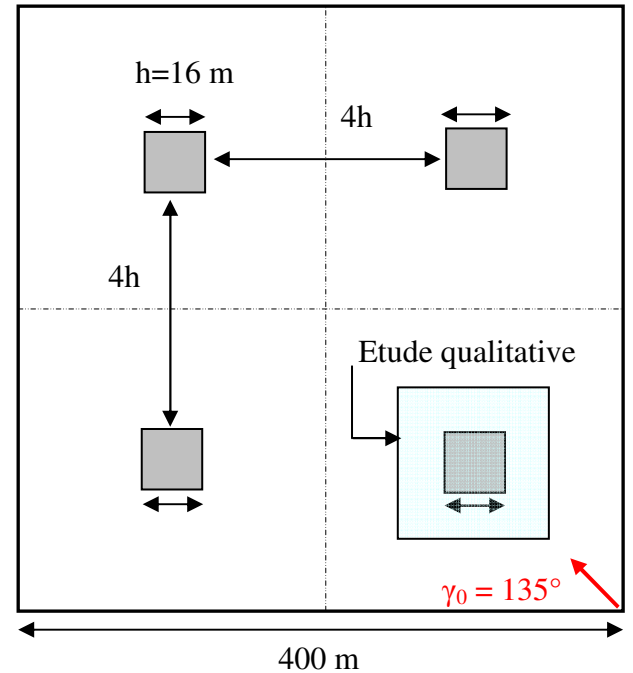 h=16 m
4h
4h
Etude qualitative
γ₀ = 135°
400 m